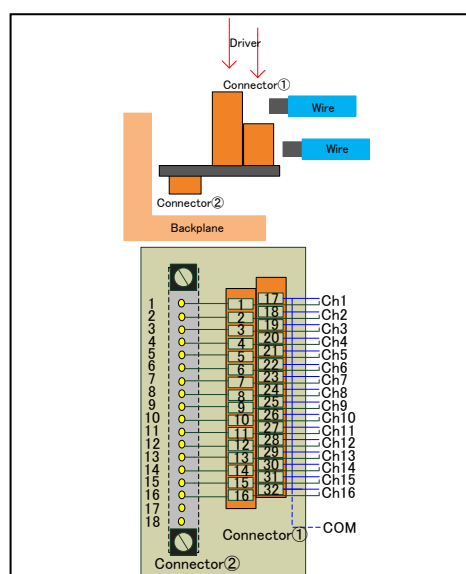 Driver
Connector①
Wire
Wire
Connector②
Backplane
1
2
3
4
5
6
7
8
9
10
11
12
13
14
15
16
17
18
1
2
3
4
5
6
7
8
9
10
11
12
13
14
15
16
17
18
19
20
21
22
23
24
25
26
27
28
29
30
31
32
Ch1
Ch2
Ch3
Ch4
Ch5
Ch6
Ch7
Ch8
Ch9
Ch10
Ch11
Ch12
Ch13
Ch14
Ch15
Ch16
COM
Connector①
Connector②